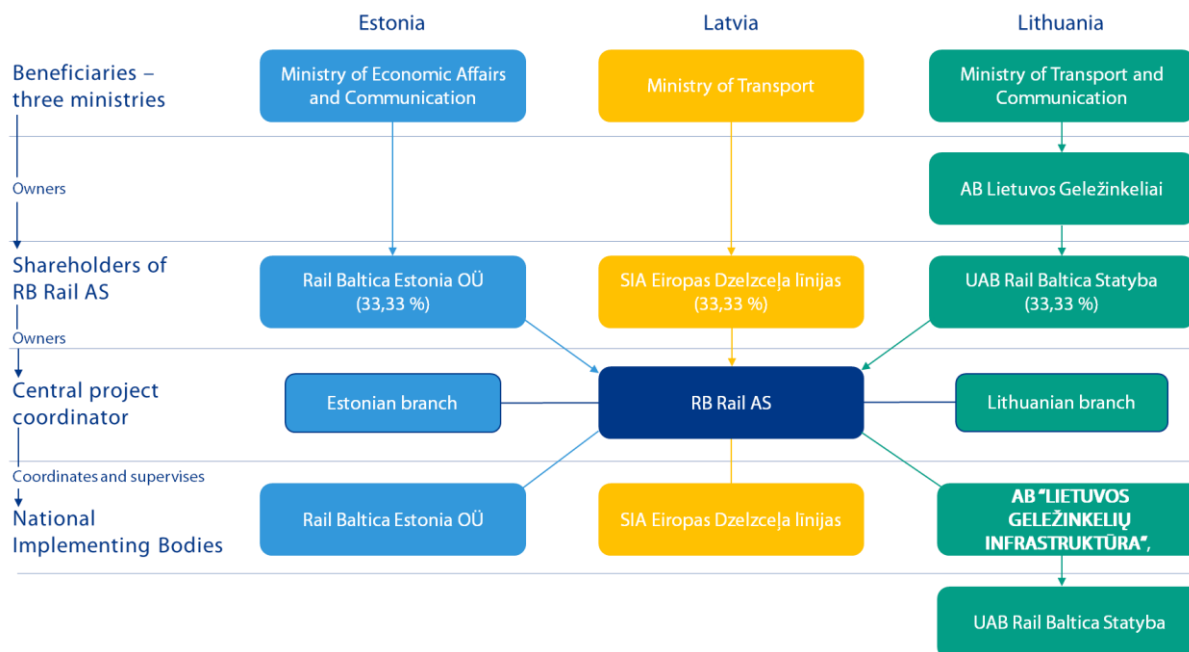 Estonia
Latvia
Lithuania
Beneficiaries –
three ministries
Ministry of Economic Affairs
and Communication
Ministry of Transport
Ministry of Transport and
Communication
Owners
AB Lietuvos Geležinkeliai
Shareholders of
RB Rail AS
Rail Baltica Estonia OÜ
(33,33 %)
SIA Eiropas Dzelzceļa līnijas
(33,33 %)
UAB Rail Baltica Statyba
(33,33 %)
Owners
Central project
coordinator
Estonian branch
RB Rail AS
Lithuanian branch
Coordinates and supervises
National
Implementing Bodies
Rail Baltica Estonia OÜ
SIA Eiropas Dzelzceļa līnijas
AB “LIETUVOS
GELEŽINKELIŲ
INFRASTRUKTŪRA”,
UAB Rail Baltica Statyba